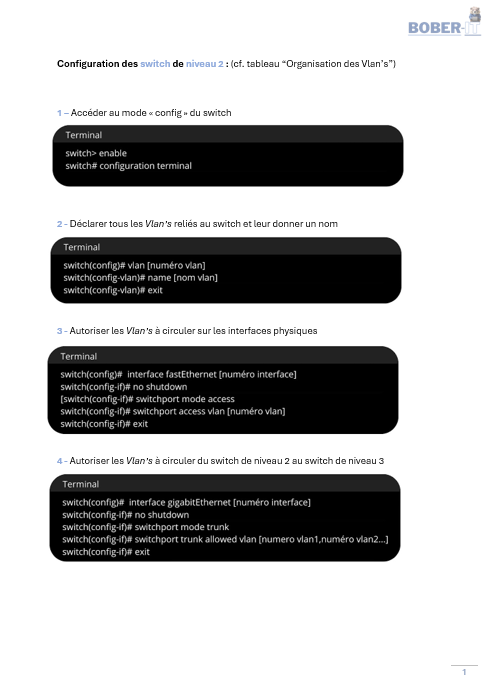 BOBER-IT
Configuration des switch de niveau 2 : (cf. tableau “Organisation des Vlan’s”)
1 – Accéder au mode « config » du switch
Terminal
switch> enable
switch# configuration terminal
2 - Déclarer tous les Vlan’s reliés au switch et leur donner un nom
Terminal
switch(config)# vlan [numéro vlan]
switch(config-vlan)# name [nom vlan]
switch(config-vlan)# exit
3 - Autoriser les Vlan’s à circuler sur les interfaces physiques
Terminal
switch(config)#  interface fastEthernet [numéro interface]
switch(config-if)# no shutdown
[switch(config-if)# switchport mode access
switch(config-if)# switchport access vlan [numéro vlan]
switch(config-if)# exit
4 - Autoriser les Vlan’s à circuler du switch de niveau 2 au switch de niveau 3
Terminal
switch(config)#  interface gigabitEthernet [numéro interface]
switch(config-if)# no shutdown
switch(config-if)# switchport mode trunk
switch(config-if)# switchport trunk allowed vlan [numero vlan1,numéro vlan2...]
switch(config-if)# exit
1